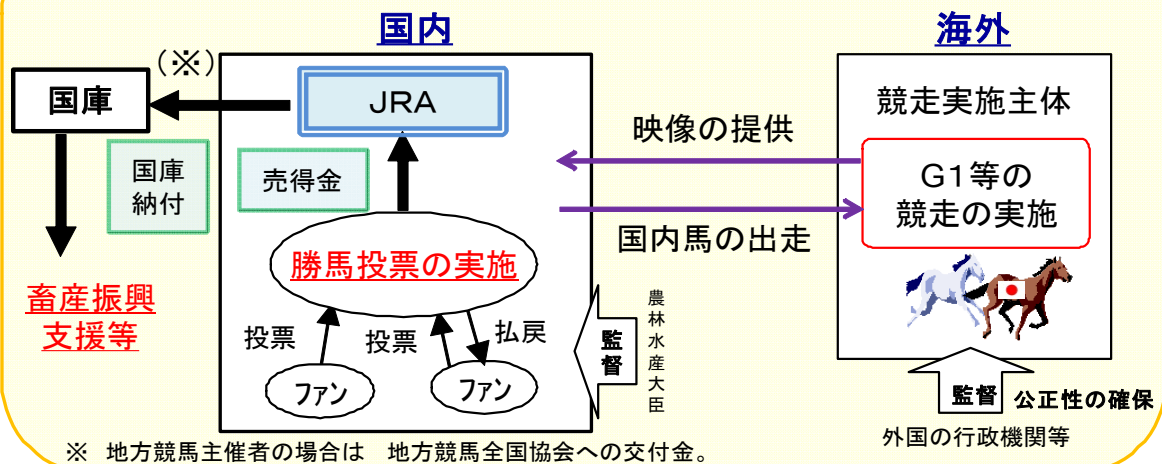 国内
海外
(※)
国庫
JRA
競走実施主体
映像の提供
国庫
納付
売得金
G1等の
競走の実施
国内馬の出走
勝馬投票の実施
畜産振興
支援等
投票
投票
払戻
監督
農林水産大臣
ファン
ファン
監督
公正性の確保
外国の行政機関等
※ 地方競馬主催者の場合は 地方競馬全国協会への交付金。